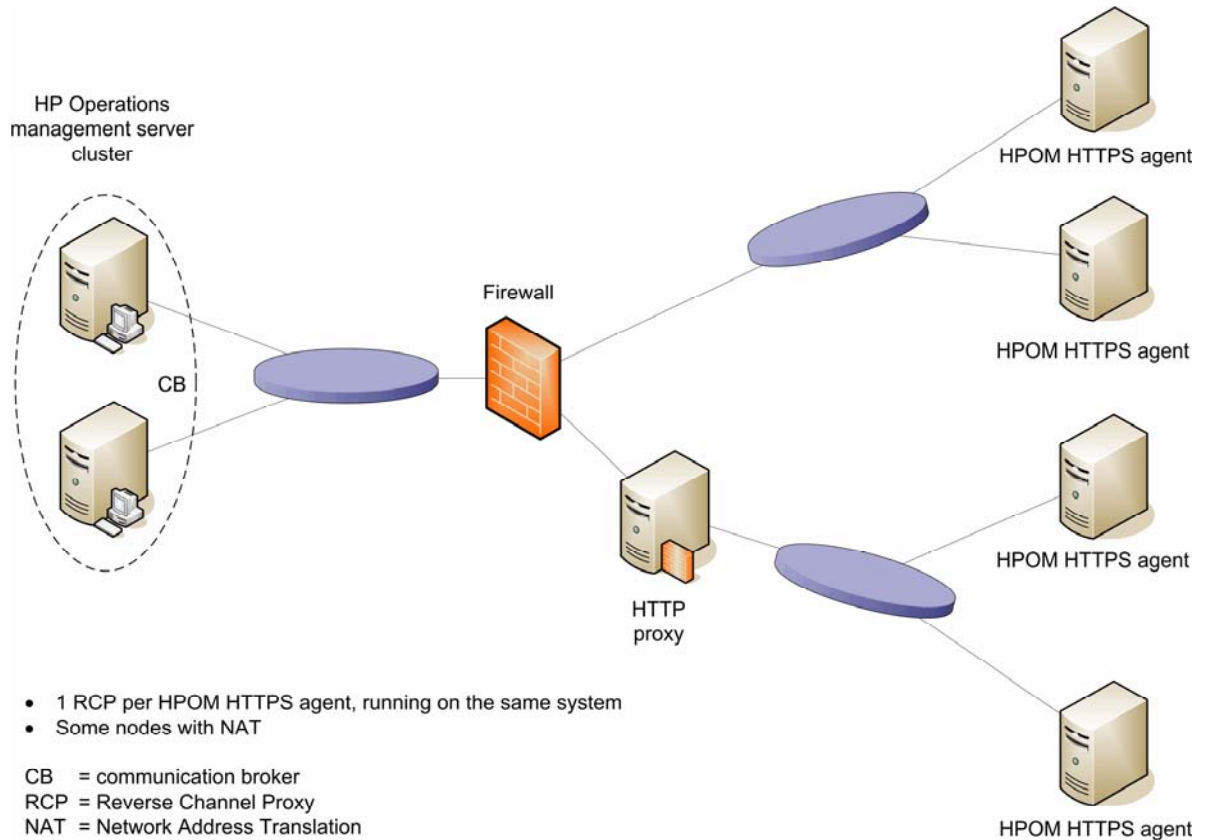 HP Operations
management server
cluster
CB
Firewall
HTTP
proxy
HPOM HTTPS agent
HPOM HTTPS agent
HPOM HTTPS agent
HPOM HTTPS agent
• 1 RCP per HPOM HTTPS agent, running on the same system
• Some nodes with NAT
CB = communication broker
RCP = Reverse Channel Proxy
NAT = Network Address Translation